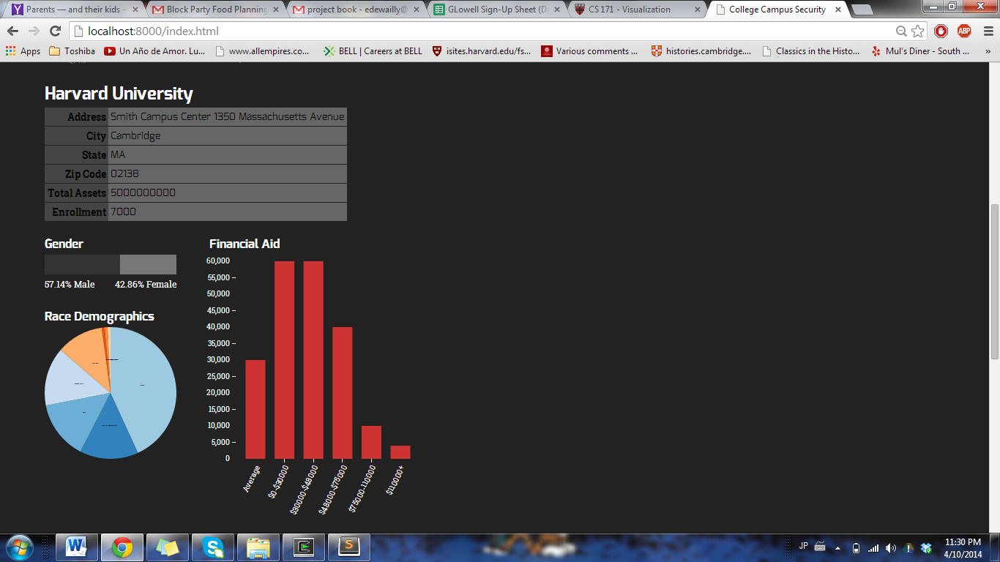 Parents — and their kids –
Block Party Food Planning
project book - edewailly@
GLowell Sign-Up Sheet (D
CS 171 - Visualization
College Campus Security
localhost:8000/index.html
ABP
Apps
Toshiba
Un Año de Amor. Lu...
www.allempires.co...
BELL | Careers at BELL
isites.harvard.edu/fs...
Various comments ...
histories.cambridge....
Classics in the Histo...
Mul's Diner - South ...
»
Harvard University
Address Smith Campus Center 1350 Massachusetts Avenue
City Cambridge
State MA
Zip Code 02138
Total Assets 5000000000
Enrollment 7000
Gender
57.14% Male 42.86% Female
Race Demographics
Financial Aid
60,000
55,000
50,000
45,000
40,000
35,000
30,000
25,000
20,000
15,000
10,000
5,000
0
Average
$0-$30000
$30000-$48000
$48000-$75000
$75000-110000
$110000+
JP
11:30 PM
4/10/2014